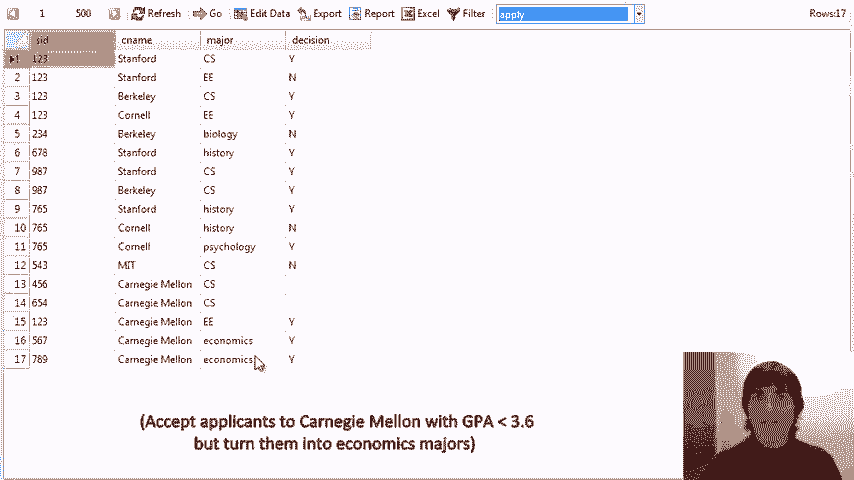 1 500 Refresh Go Edit Data Export Report Excel Filter apply Rows:17
sid cname major decision
1 123 Stanford CS Y
2 123 Stanford EE N
3 123 Berkeley CS Y
4 123 Cornell EE Y
5 234 Berkeley biology N
6 678 Stanford history Y
7 987 Stanford CS Y
8 987 Berkeley CS Y
9 765 Stanford history Y
10 765 Cornell history N
11 765 Cornell psychology Y
12 543 MIT CS N
13 456 Carnegie Mellon CS
14 654 Carnegie Mellon CS
15 123 Carnegie Mellon EE Y
16 567 Carnegie Mellon economics Y
17 789 Carnegie Mellon economics Y
(Accept applicants to Carnegie Mellon with GPA < 3.6
but turn them into economics majors)